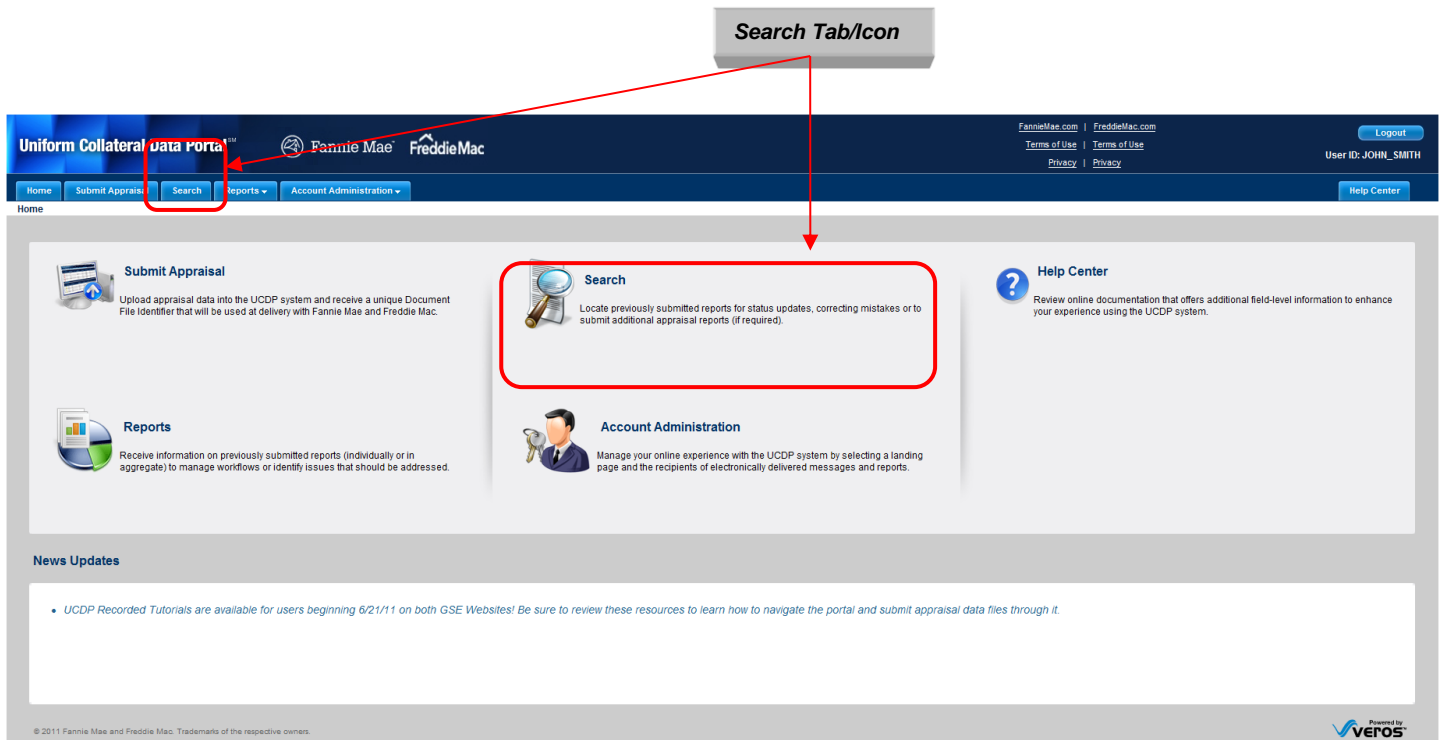 Search Tab/Icon
Uniform Collateral Data Portal℠
Fannie Mae
Freddie Mac
FannieMae.com | FreddieMac.com
Terms of Use | Terms of Use
Privacy | Privacy
Logout
User ID: JOHN_SMITH
Home
Submit Appraisal
Search
Reports
Account Administration
Help Center
Home
Submit Appraisal
Upload appraisal data into the UCDP system and receive a unique Document
File Identifier that will be used at delivery with Fannie Mae and Freddie Mac.
Search
Locate previously submitted reports for status updates, correcting mistakes or to
submit additional appraisal reports (if required).
Help Center
Review online documentation that offers additional field-level information to enhance
your experience using the UCDP system.
Reports
Receive information on previously submitted reports (individually or in
aggregate) to manage workflows or identify issues that should be addressed.
Account Administration
Manage your online experience with the UCDP system by selecting a landing
page and the recipients of electronically delivered messages and reports.
News Updates
• UCDP Recorded Tutorials are available for users beginning 6/21/11 on both GSE Websites! Be sure to review these resources to learn how to navigate the portal and submit appraisal data files through it.
© 2011 Fannie Mae and Freddie Mac. Trademarks of the respective owners.
Powered by
veros™